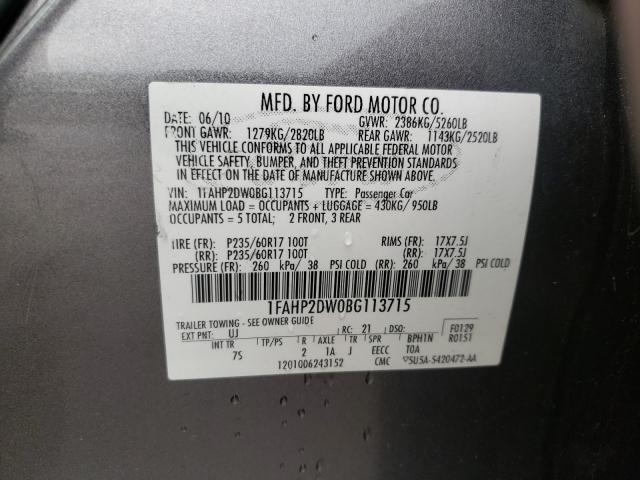 MFD. BY FORD MOTOR CO.
DATE: 06/10 GVWR: 2386KG/5260LB
FRONT GAWR: 1279KG/2820LB REAR GAWR: 1143KG/2520LB
THIS VEHICLE CONFORMS TO ALL APPLICABLE FEDERAL MOTOR
VEHICLE SAFETY, BUMPER, AND THEFT PREVENTION STANDARDS
IN EFFECT ON THE DATE OF MANUFACTURE SHOWN ABOVE.
VIN: 1FAHP2DW0BG113715 TYPE: Passenger Car
MAXIMUM LOAD = OCCUPANTS + LUGGAGE = 430KG/ 950LB
OCCUPANTS = 5 TOTAL; 2 FRONT, 3 REAR
TIRE (FR): P235/60R17 100T RIMS (FR): 17X7.5J
(RR): P235/60R17 100T (RR): 17X7.5J
PRESSURE (FR): 260 kPa/ 38 PSI COLD (RR): 260 kPa/ 38 PSI COLD
1FAHP2DW0BG113715
TRAILER TOWING - SEE OWNER GUIDE
F0129
EXT PNT: UJ RC: 21 DSO: R0151
INT TR TP/PS R AXLE TR SPR BPH1N
7S 2 1A J EECC T0A
1201006243152 CMC 5U5A-5420472-AA